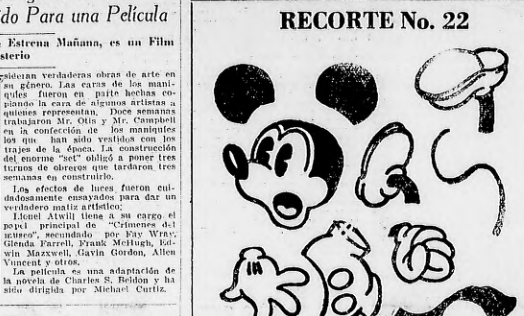 do Para una Película
Estrena Mañana, es un Film
sterio
sideran verdaderas obras de arte en
su género. Las caras de los mani-
quíes fueron en parte hechas co-
piando la cara de algunos artistas a
quienes representan. Doce semanas
trabajaron Mr. Otis y Mr. Campbell
en la confección de los maniquíes
los que han sido vestidos con los
trajes de la época. La construcción
del enorme "set" obligó a poner tres
turnos de obreros que tardaron tres
semanas en construirlo.
Los efectos de luces fueron cui-
dadosamente ensayados para dar un
verdadero matiz artístico;
Lionel Atwill tiene a su cargo el
papel principal de "Crímenes del
museo", secundado por Fay Wray,
Glenda Farrell, Frank McHugh, Ed-
win Mazxwell, Gavin Gordon, Allen
Vincent y otros.
La película es una adaptación de
la novela de Charles S. Beldon y ha
sido dirigida por Michael Curtiz.
RECORTE No. 22